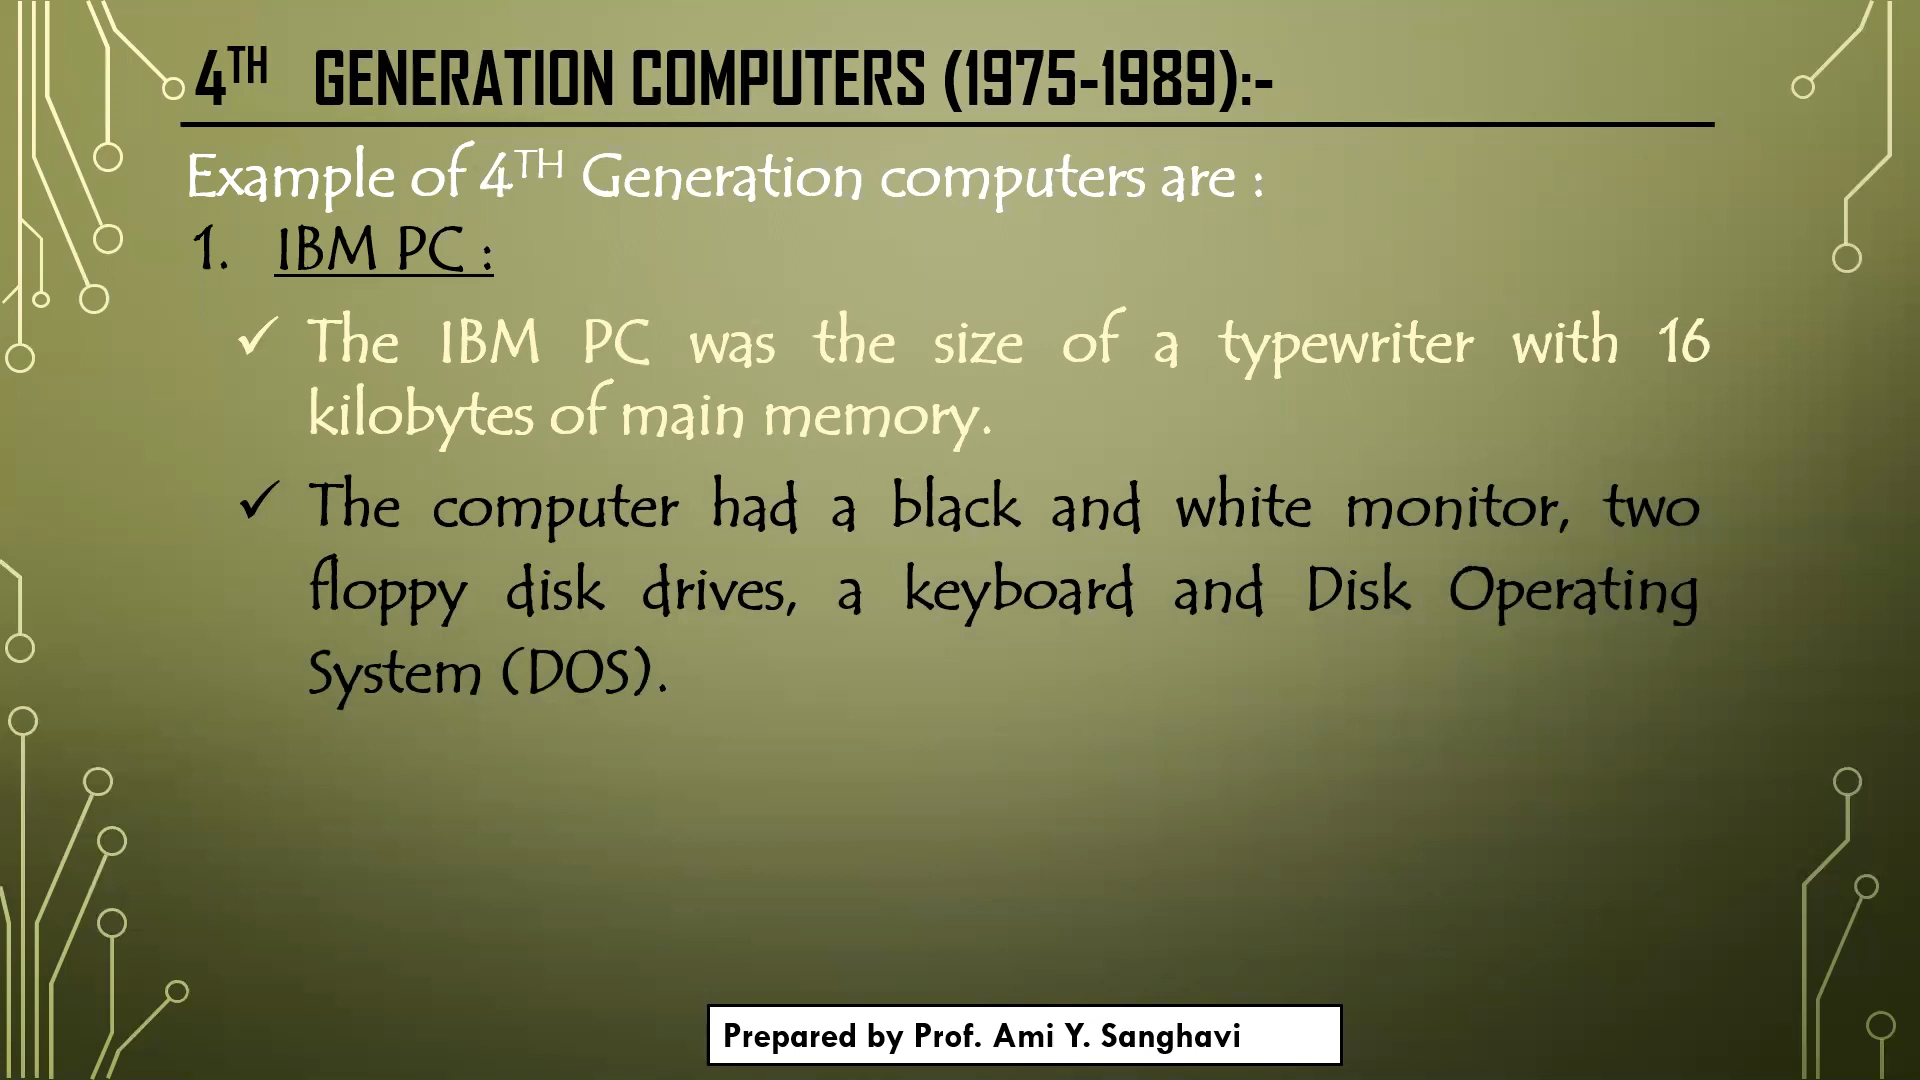 4TH GENERATION COMPUTERS (1975-1989):-
Example of 4TH Generation computers are :
1. IBM PC :
✓ The IBM PC was the size of a typewriter with 16
kilobytes of main memory.
✓ The computer had a black and white monitor, two
floppy disk drives, a keyboard and Disk Operating
System (DOS).
Prepared by Prof. Ami Y. Sanghavi